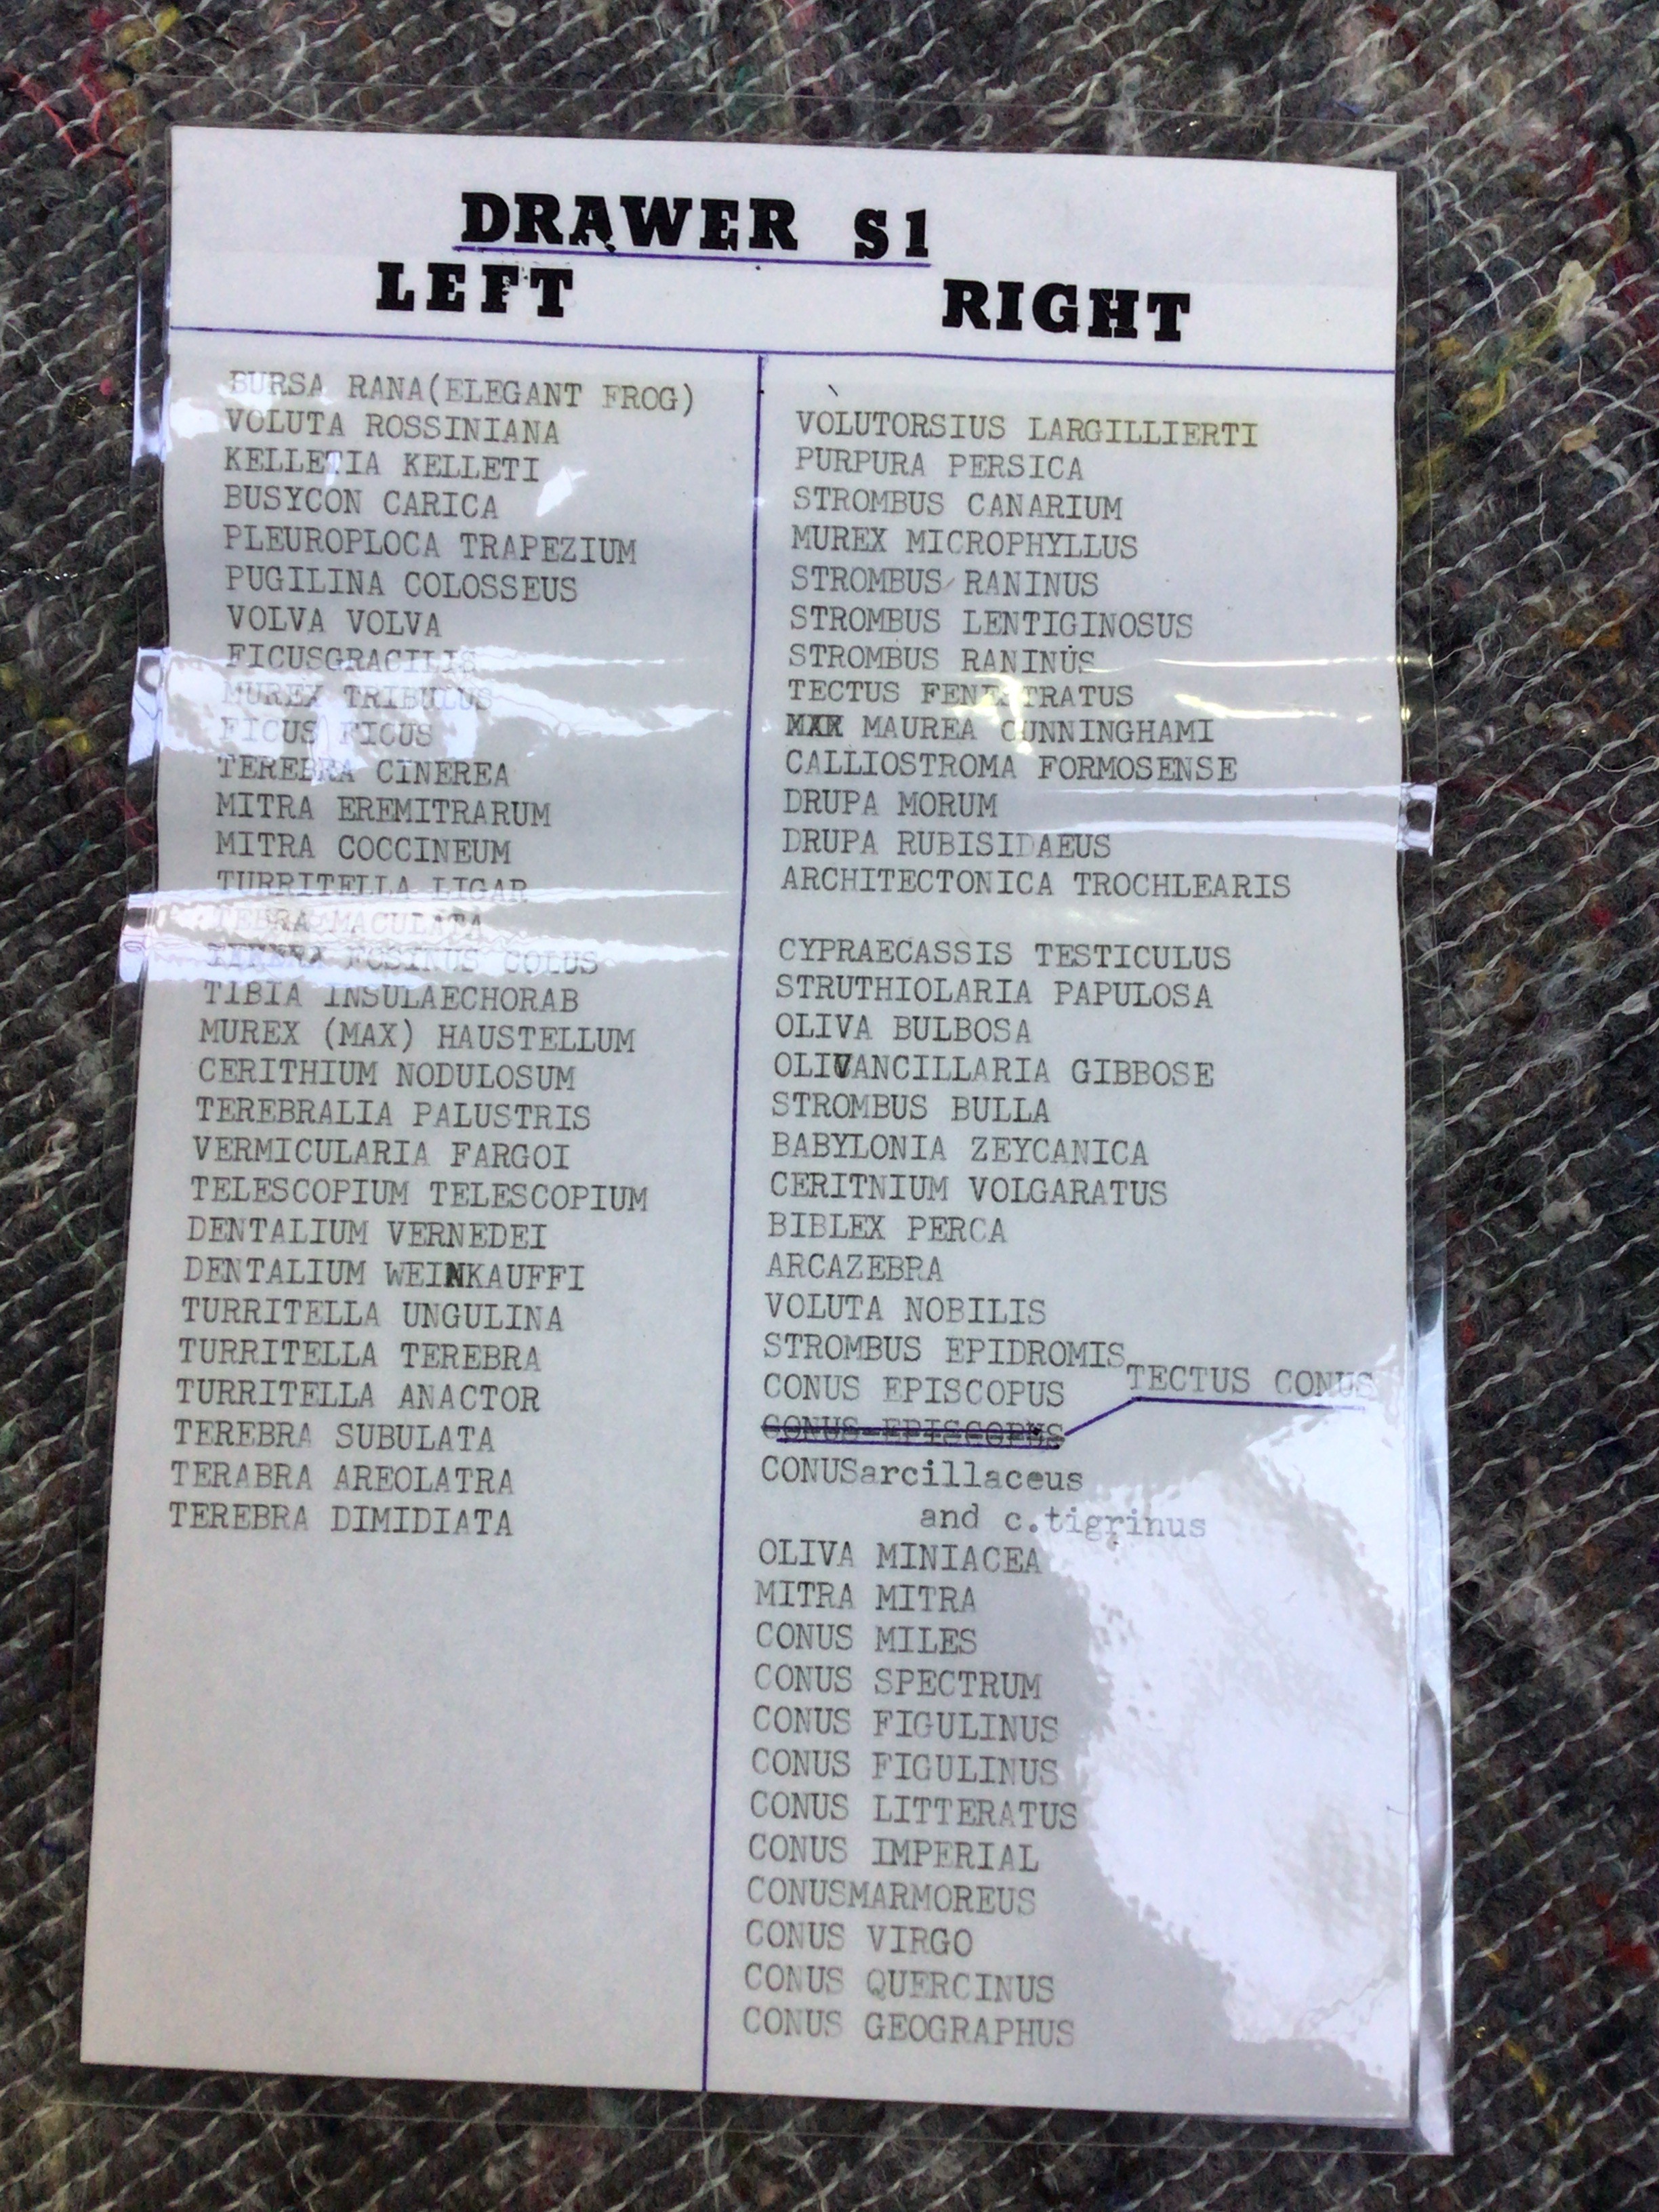 DRAWER S1
LEFT
BURSA RANA(ELEGANT FROG)
VOLUTA ROSSINIANA
KELLETIA KELLETI
BUSYCON CARICA
PLEUROPLOCA TRAPEZIUM
PUGILINA COLOSSEUS
VOLVA VOLVA
FICUSGRACILIS
MUREX TRIBULUS
FICUS FICUS
TEREBRA CINEREA
MITRA EREMITRARUM
MITRA COCCINEUM
TURRITELLA LIGAR
TEBRA MACULATA
FOSINUS COLUS
TIBIA INSULAECHORAB
MUREX (MAX) HAUSTELLUM
CERITHIUM NODULOSUM
TEREBRALIA PALUSTRIS
VERMICULARIA FARGOI
TELESCOPIUM TELESCOPIUM
DENTALIUM VERNEDEI
DENTALIUM WEINKAUFFI
TURRITELLA UNGULINA
TURRITELLA TEREBRA
TURRITELLA ANACTOR
TEREBRA SUBULATA
TERABRA AREOLATRA
TEREBRA DIMIDIATA
RIGHT
VOLUTORSIUS LARGILLIERTI
PURPURA PERSICA
STROMBUS CANARIUM
MUREX MICROPHYLLUS
STROMBUS RANINUS
STROMBUS LENTIGINOSUS
STROMBUS RANINUS
TECTUS FENESTRATUS
MAUREA CUNNINGHAMI
CALLIOSTROMA FORMOSENSE
DRUPA MORUM
DRUPA RUBISIDAEUS
ARCHITECTONICA TROCHLEARIS
CYPRAECASSIS TESTICULUS
STRUTHIOLARIA PAPULOSA
OLIVA BULBOSA
OLIVANCILLARIA GIBBOSE
STROMBUS BULLA
BABYLONIA ZEYCANICA
CERITNIUM VOLGARATUS
BIBLEX PERCA
ARCAZEBRA
VOLUTA NOBILIS
STROMBUS EPIDROMIS
CONUS EPISCOPUS
TECTUS CONUS
CONUS EPISCOPUS
CONUSarcillaceus
and c.tigrinus
OLIVA MINIACEA
MITRA MITRA
CONUS MILES
CONUS SPECTRUM
CONUS FIGULINUS
CONUS FIGULINUS
CONUS LITTERATUS
CONUS IMPERIAL
CONUSMARMOREUS
CONUS VIRGO
CONUS QUERCINUS
CONUS GEOGRAPHUS